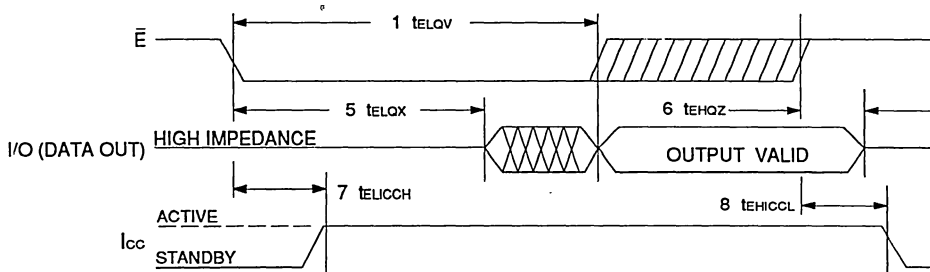 1 tELQV
Ē
5 tELQX
6 tEHQZ
I/O (DATA OUT) HIGH IMPEDANCE
OUTPUT VALID
7 tELICCH
8 tEHICCL
ACTIVE
ICC
STANDBY